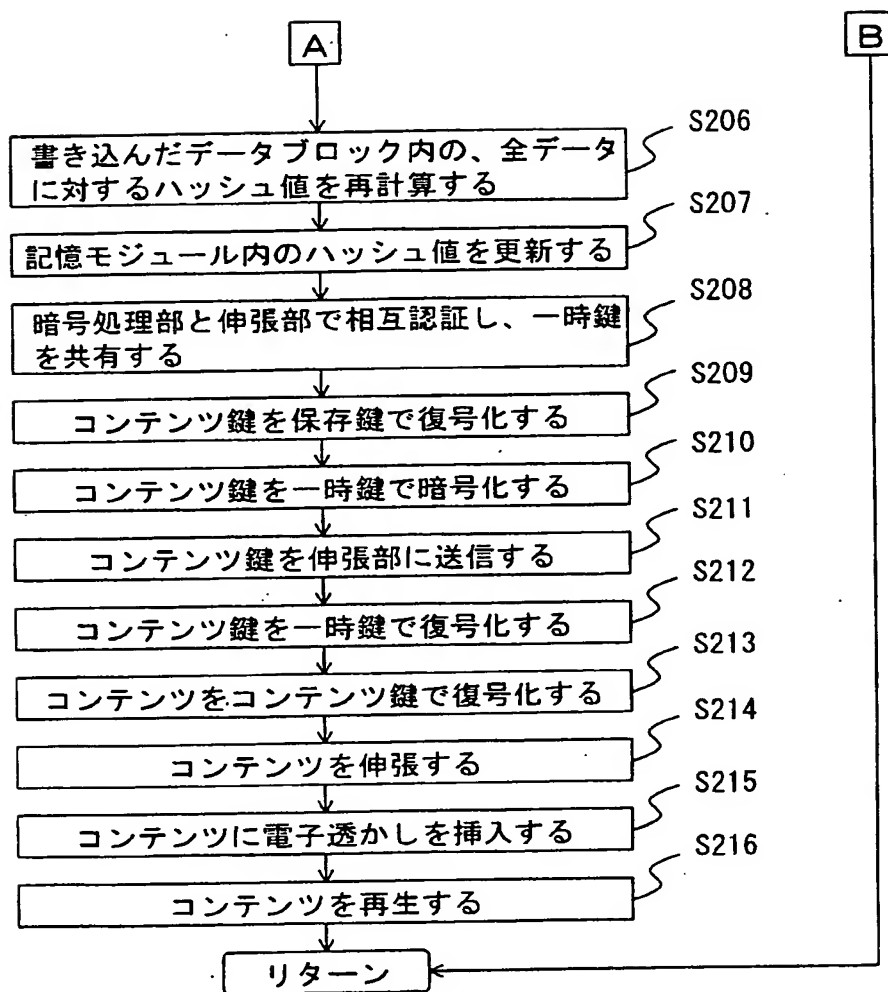 A
B
S206
書き込んだデータブロック内の、全データ
に対するハッシュ値を再計算する
S207
記憶モジュール内のハッシュ値を更新する
S208
暗号処理部と伸張部で相互認証し、一時鍵
を共有する
S209
コンテンツ鍵を保存鍵で復号化する
S210
コンテンツ鍵を一時鍵で暗号化する
S211
コンテンツ鍵を伸張部に送信する
S212
コンテンツ鍵を一時鍵で復号化する
S213
コンテンツをコンテンツ鍵で復号化する
S214
コンテンツを伸張する
S215
コンテンツに電子透かしを挿入する
S216
コンテンツを再生する
リターン